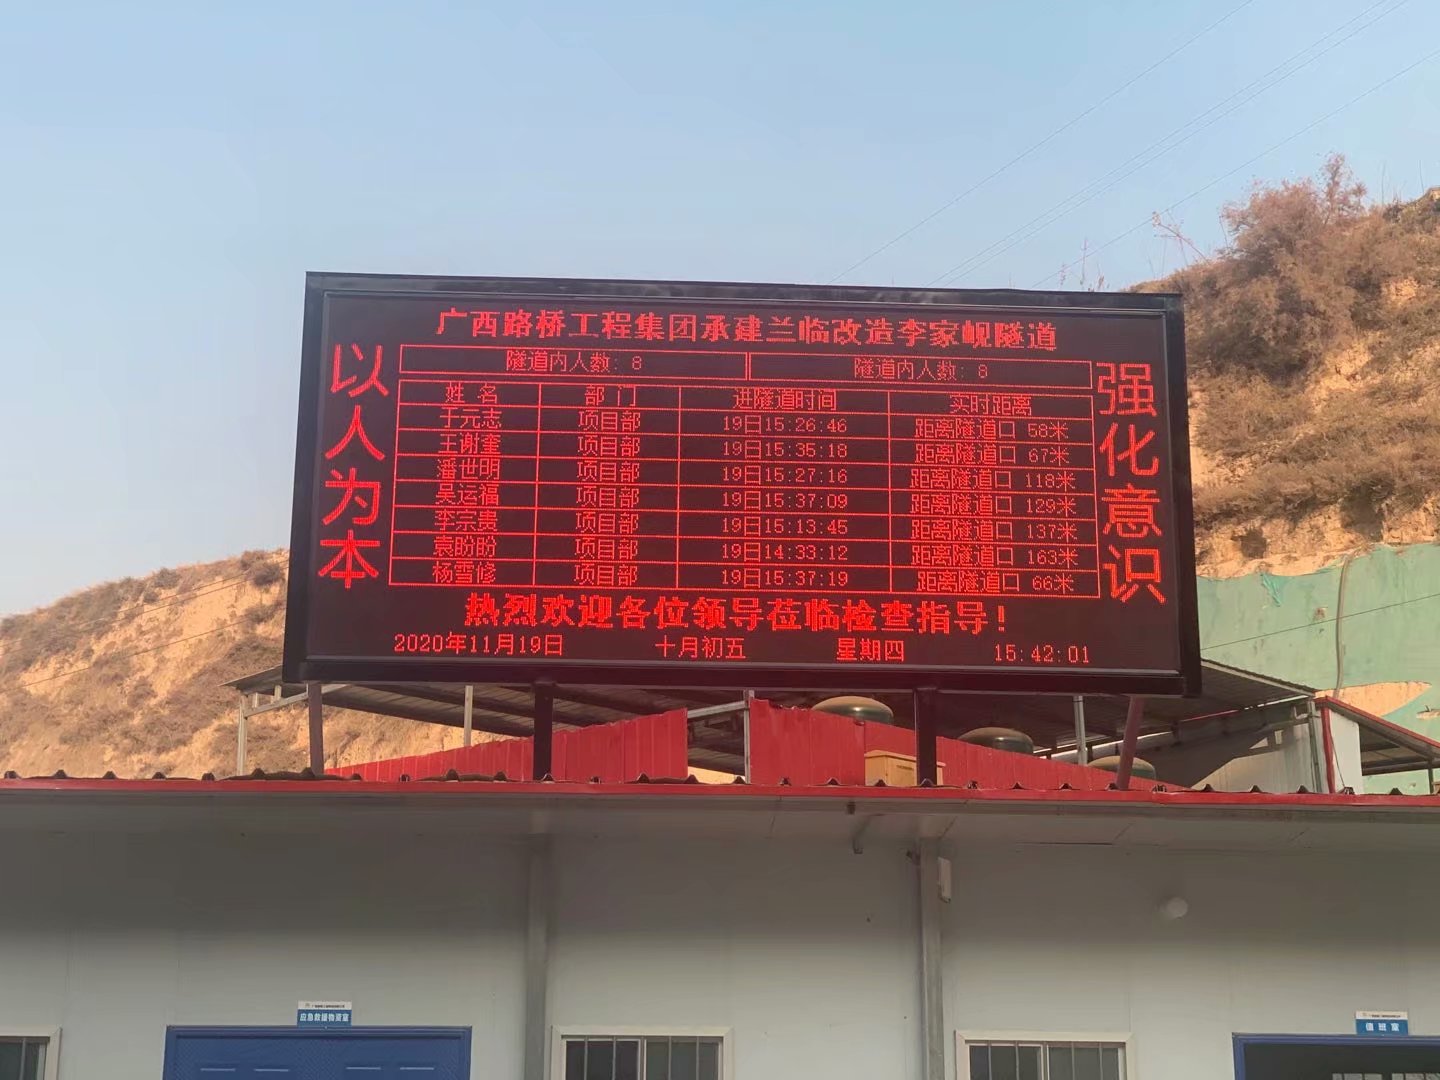 广西路桥工程集团承建兰临改造李家岘隧道
以人为本
隧道内人数: 8 隧道内人数: 8
姓 名 部 门 进隧道时间 实时距离
于元志 项目部 19日15:26:46 距离隧道口 58米
王谢奎 项目部 19日15:35:18 距离隧道口 67米
潘世明 项目部 19日15:27:16 距离隧道口 118米
吴运福 项目部 19日15:37:09 距离隧道口 129米
李宗贵 项目部 19日15:13:45 距离隧道口 137米
袁盼盼 项目部 19日14:33:12 距离隧道口 163米
杨雪修 项目部 19日15:37:19 距离隧道口 66米
强化意识
热烈欢迎各位领导莅临检查指导!
2020年11月19日 十月初五 星期四 15:42:01
应急救援物资室
值班室